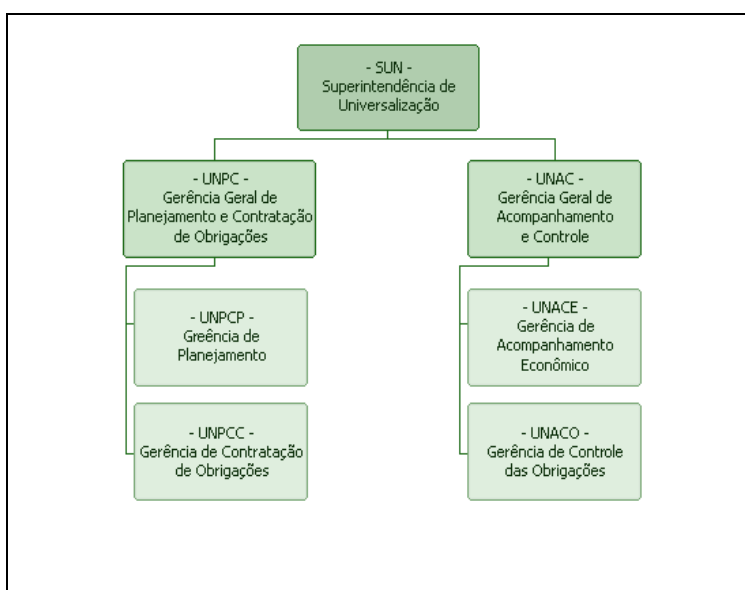 - SUN -
Superintendência de
Universalização
- UNPC -
Gerência Geral de
Planejamento e Contratação
de Obrigações
- UNAC -
Gerência Geral de
Acompanhamento
e Controle
- UNPCP -
Greência de
Planejamento
- UNACE -
Gerência de
Acompanhamento
Econômico
- UNPCC -
Gerência de Contratação
de Obrigações
- UNACO -
Gerência de Controle
das Obrigações